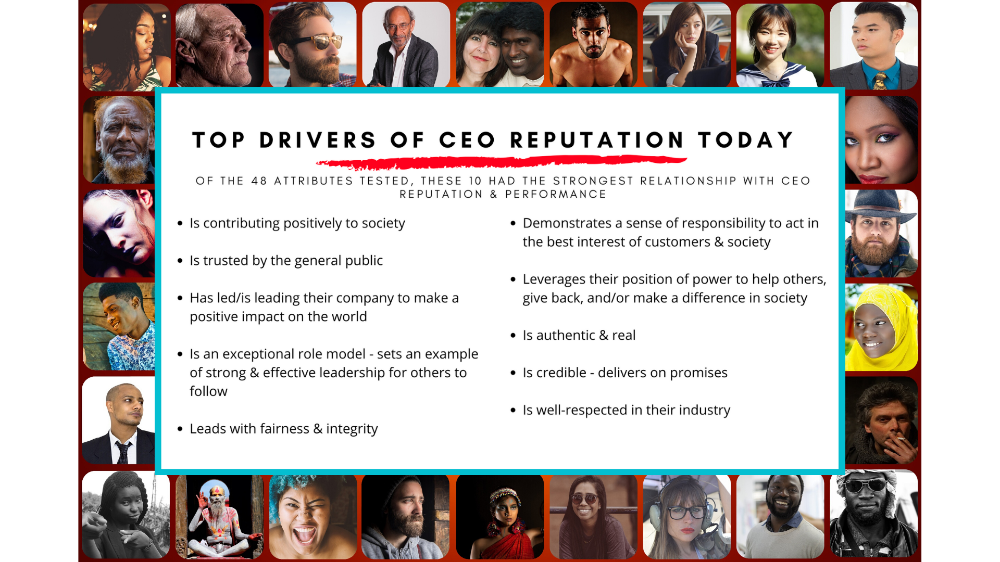 TOP DRIVERS OF CEO REPUTATION TODAY
OF THE 48 ATTRIBUTES TESTED, THESE 10 HAD THE STRONGEST RELATIONSHIP WITH CEO
REPUTATION & PERFORMANCE
• Is contributing positively to society
• Is trusted by the general public
• Has led/is leading their company to make a
positive impact on the world
• Is an exceptional role model - sets an example
of strong & effective leadership for others to
follow
• Leads with fairness & integrity
• Demonstrates a sense of responsibility to act in
the best interest of customers & society
• Leverages their position of power to help others,
give back, and/or make a difference in society
• Is authentic & real
• Is credible - delivers on promises
• Is well-respected in their industry